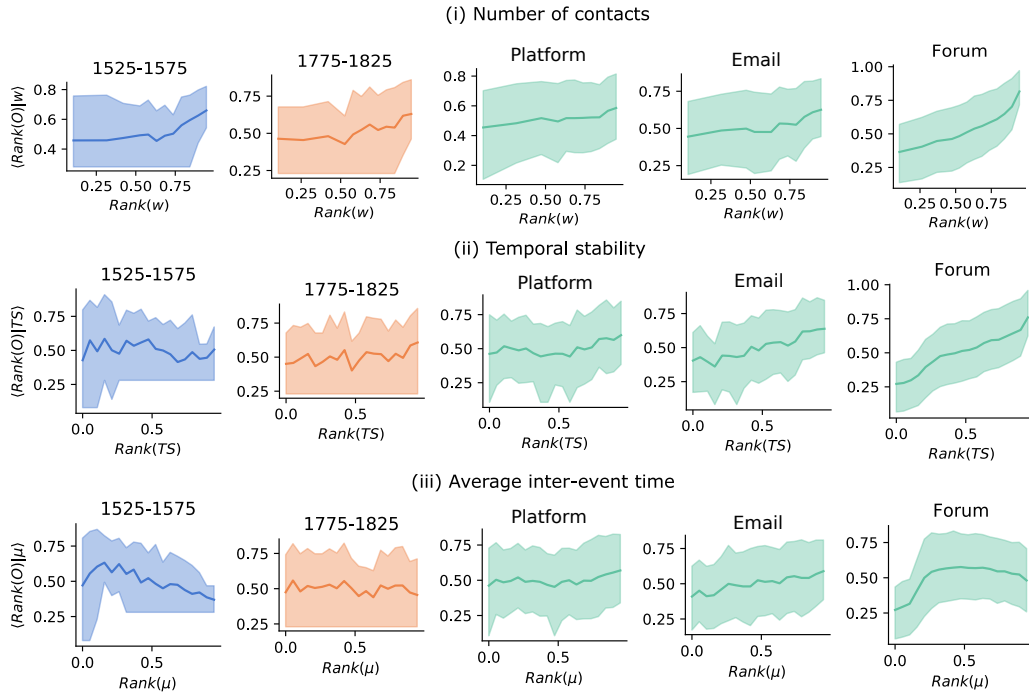 (i) Number of contacts
1525-1575
1775-1825
Platform
Email
Forum
⟨Rank(O)|w⟩
0.8
0.6
0.4
0.25 0.50 0.75
Rank(w)
0.75
0.50
0.25
0.25 0.50 0.75
Rank(w)
0.8
0.6
0.4
0.2
0.25 0.50 0.75
Rank(w)
0.8
0.6
0.4
0.2
0.25 0.50 0.75
Rank(w)
1.00
0.75
0.50
0.25
0.25 0.50 0.75
Rank(w)
(ii) Temporal stability
1525-1575
1775-1825
Platform
Email
Forum
⟨Rank(O)|TS⟩
0.75
0.50
0.25
0.0 0.5
Rank(TS)
0.75
0.50
0.25
0.0 0.5
Rank(TS)
0.75
0.50
0.25
0.0 0.5
Rank(TS)
0.75
0.50
0.25
0.0 0.5
Rank(TS)
1.00
0.75
0.50
0.25
0.0 0.5
Rank(TS)
(iii) Average inter-event time
1525-1575
1775-1825
Platform
Email
Forum
⟨Rank(O)|μ⟩
0.75
0.50
0.25
0.0 0.5
Rank(μ)
0.75
0.50
0.25
0.0 0.5
Rank(μ)
0.75
0.50
0.25
0.0 0.5
Rank(μ)
0.75
0.50
0.25
0.0 0.5
Rank(μ)
0.75
0.50
0.25
0.0 0.5
Rank(μ)